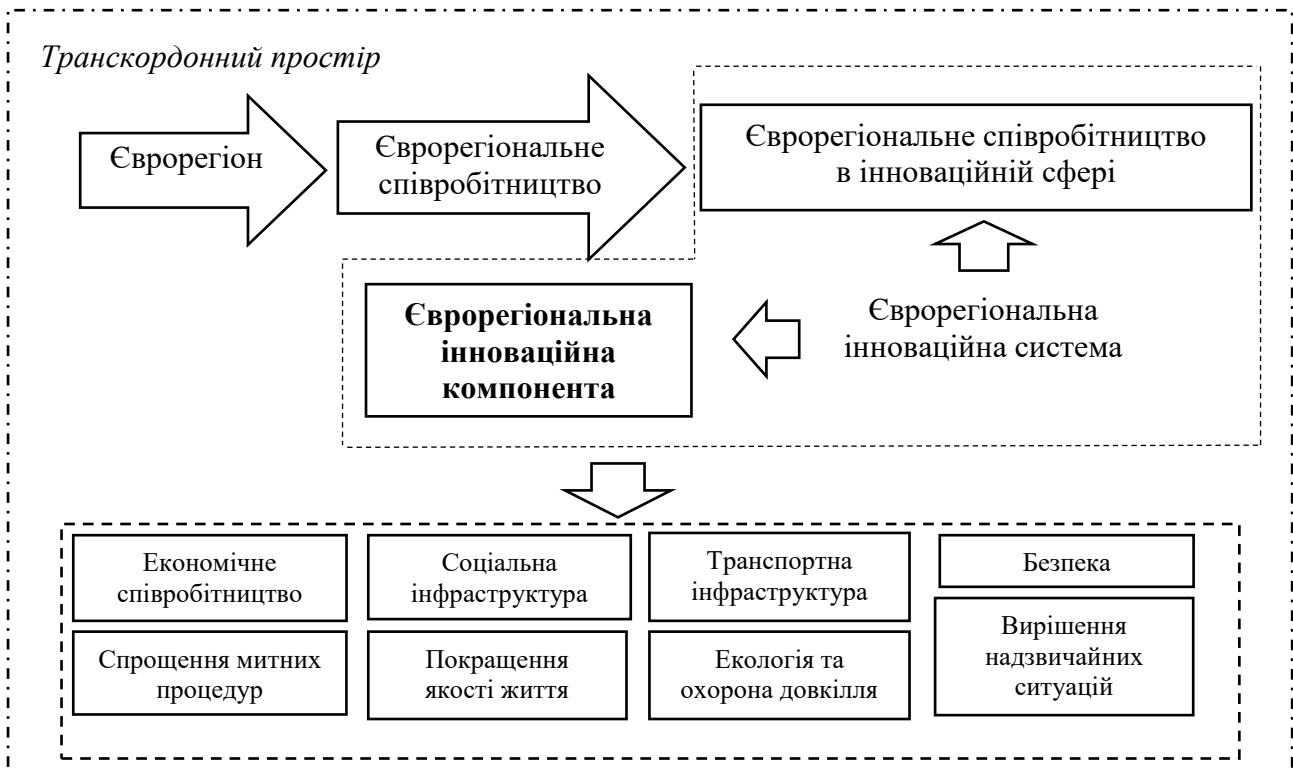 Транскордонний простір
Єврорегіон
Єврорегіональне
співробітництво
Єврорегіональне співробітництво
в інноваційній сфері
Єврорегіональна
інноваційна
компонента
Єврорегіональна
інноваційна система
Економічне
співробітництво
Соціальна
інфраструктура
Транспортна
інфраструктура
Безпека
Спрощення митних
процедур
Покращення
якості життя
Екологія та
охорона довкілля
Вирішення
надзвичайних
ситуацій